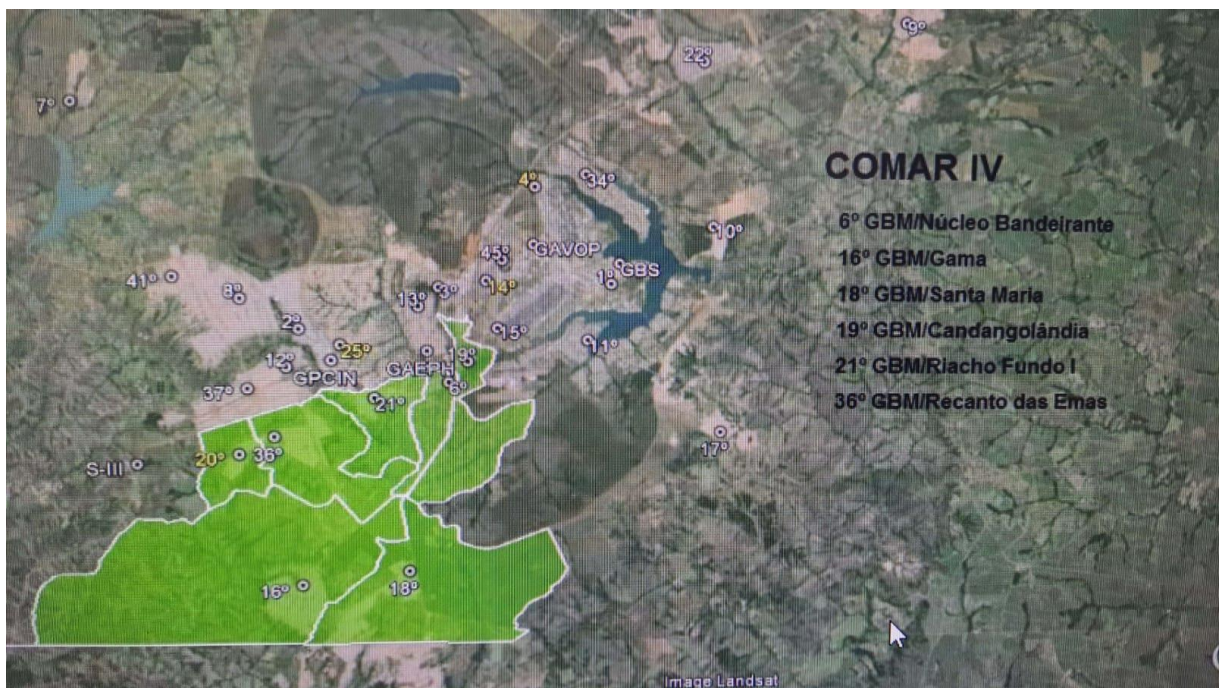 9º
22º
7º
COMAR IV
4º
34º
6º GBM/Núcleo Bandeirante
10º
45º
GAVOP
16º GBM/Gama
GBS
41º
8º
1º
14º
13º
3º
18º GBM/Santa Maria
2º
15º
19º GBM/Candangolândia
11º
25º
12º
19º
GPCIN
GAEPH
21º GBM/Riacho Fundo I
37º
6º
21º
36º GBM/Recanto das Emas
17º
20º
36º
S-III
16º
18º
Image Landsat